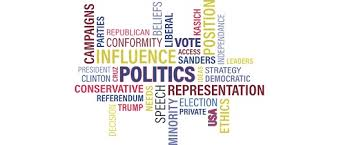 CAMPAIGNS
PARTIES
REPUBLICAN
CONFORMITY
BELIEFS
LIBERAL
VOTE
ACCESS
POSITION
KASICH
INDEPENDENCE
INFLUENCE
SANDERS
LEADERS
PRESIDENT
CLINTON
CRUZ
POLITICS
IDEAS
STRATEGY
DEMOCRATIC
CONSERVATIVE
REPRESENTATION
REFERENDUM
TRUMP
DECISION
NEEDS
SPEECH
MINORITY
ELECTION
PRIVATE
USA
ETHICS